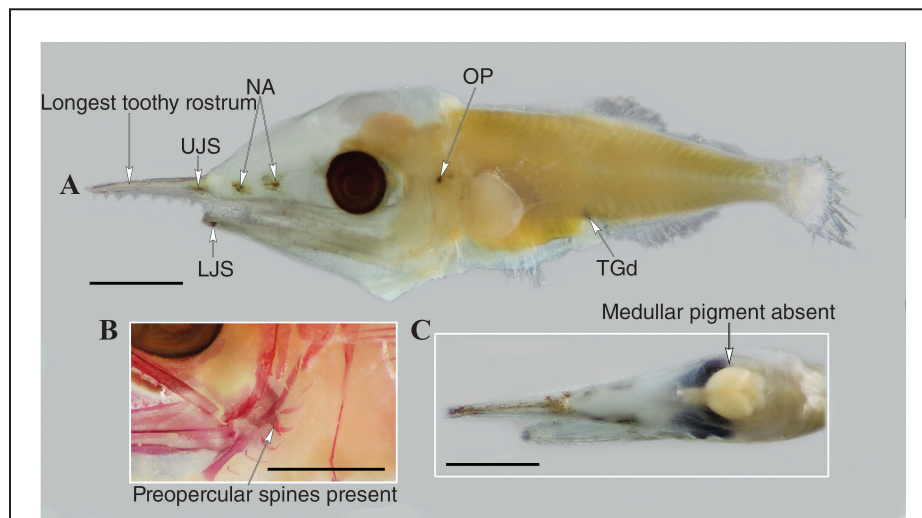 OP
NA
Longest toothy rostrum
UJS
A
LJS
TGd
B
C
Medullar pigment absent
Preopercular spines present